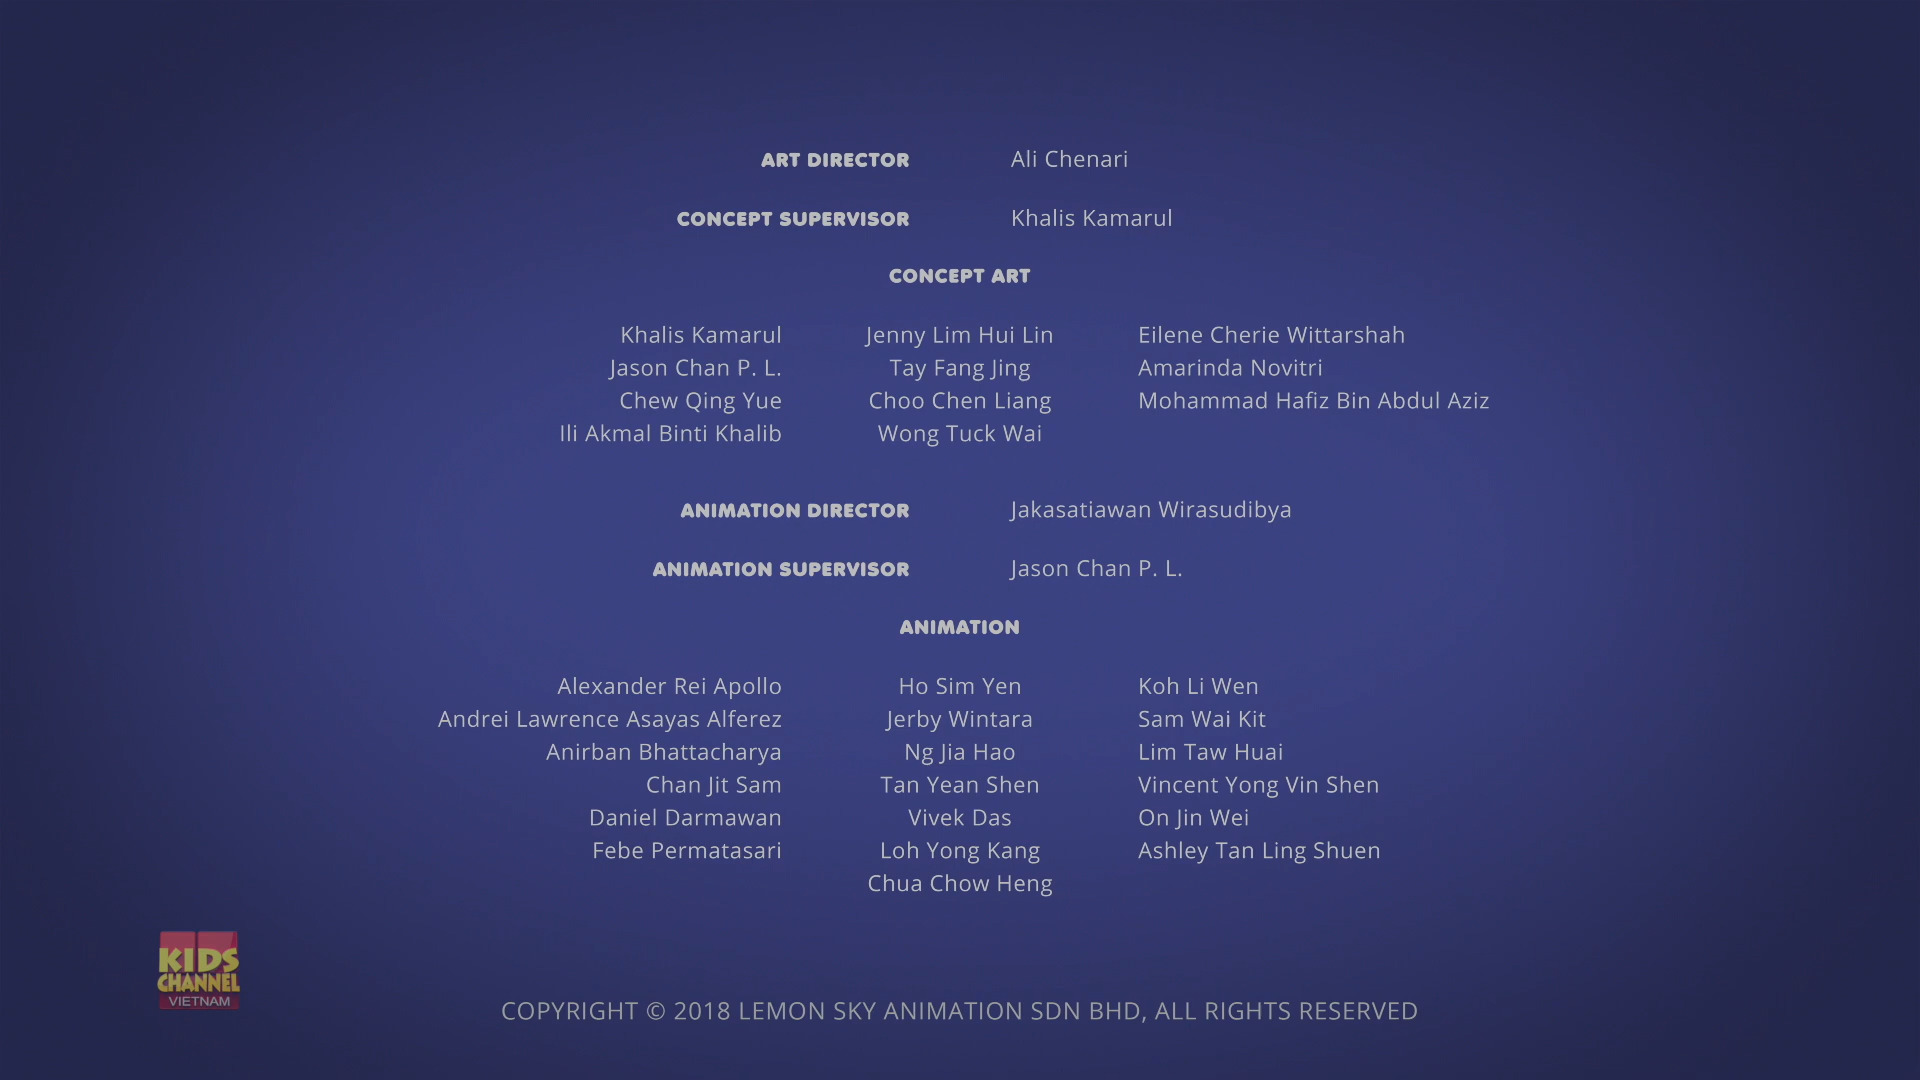 ART DIRECTOR Ali Chenari
CONCEPT SUPERVISOR Khalis Kamarul
CONCEPT ART
Khalis Kamarul Jenny Lim Hui Lin Eilene Cherie Wittarshah
Jason Chan P. L. Tay Fang Jing Amarinda Novitri
Chew Qing Yue Choo Chen Liang Mohammad Hafiz Bin Abdul Aziz
Ili Akmal Binti Khalib Wong Tuck Wai
ANIMATION DIRECTOR Jakasatiawan Wirasudibya
ANIMATION SUPERVISOR Jason Chan P. L.
ANIMATION
Alexander Rei Apollo Ho Sim Yen Koh Li Wen
Andrei Lawrence Asayas Alferez Jerby Wintara Sam Wai Kit
Anirban Bhattacharya Ng Jia Hao Lim Taw Huai
Chan Jit Sam Tan Yean Shen Vincent Yong Vin Shen
Daniel Darmawan Vivek Das On Jin Wei
Febe Permatasari Loh Yong Kang Ashley Tan Ling Shuen
Chua Chow Heng
KIDS
CHANNEL
VIETNAM
COPYRIGHT © 2018 LEMON SKY ANIMATION SDN BHD, ALL RIGHTS RESERVED